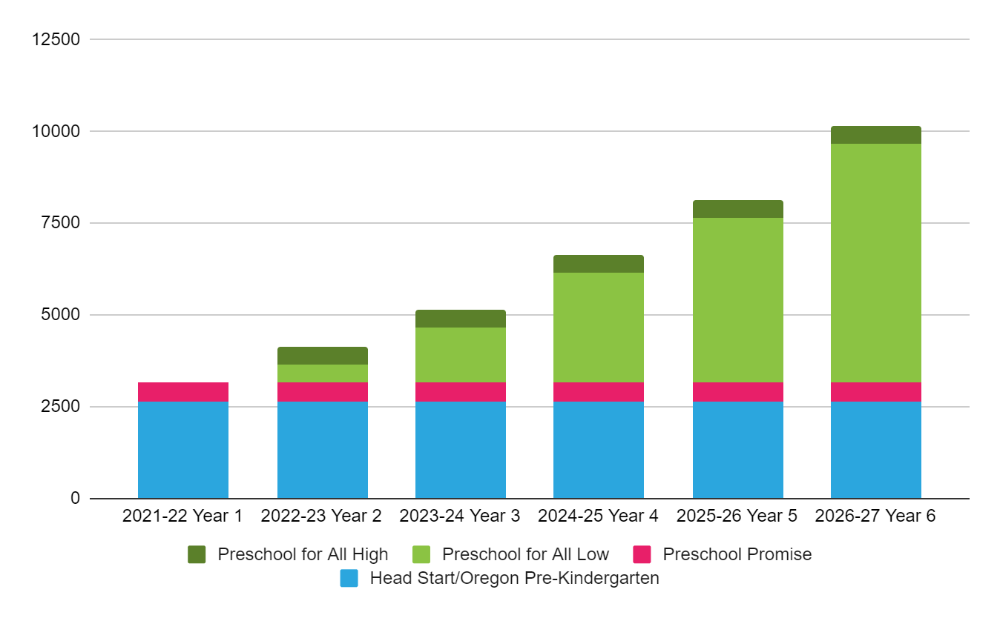 12500
10000
7500
5000
2500
0
2021-22 Year 1 2022-23 Year 2 2023-24 Year 3 2024-25 Year 4 2025-26 Year 5 2026-27 Year 6
Preschool for All High Preschool for All Low Preschool Promise
Head Start/Oregon Pre-Kindergarten